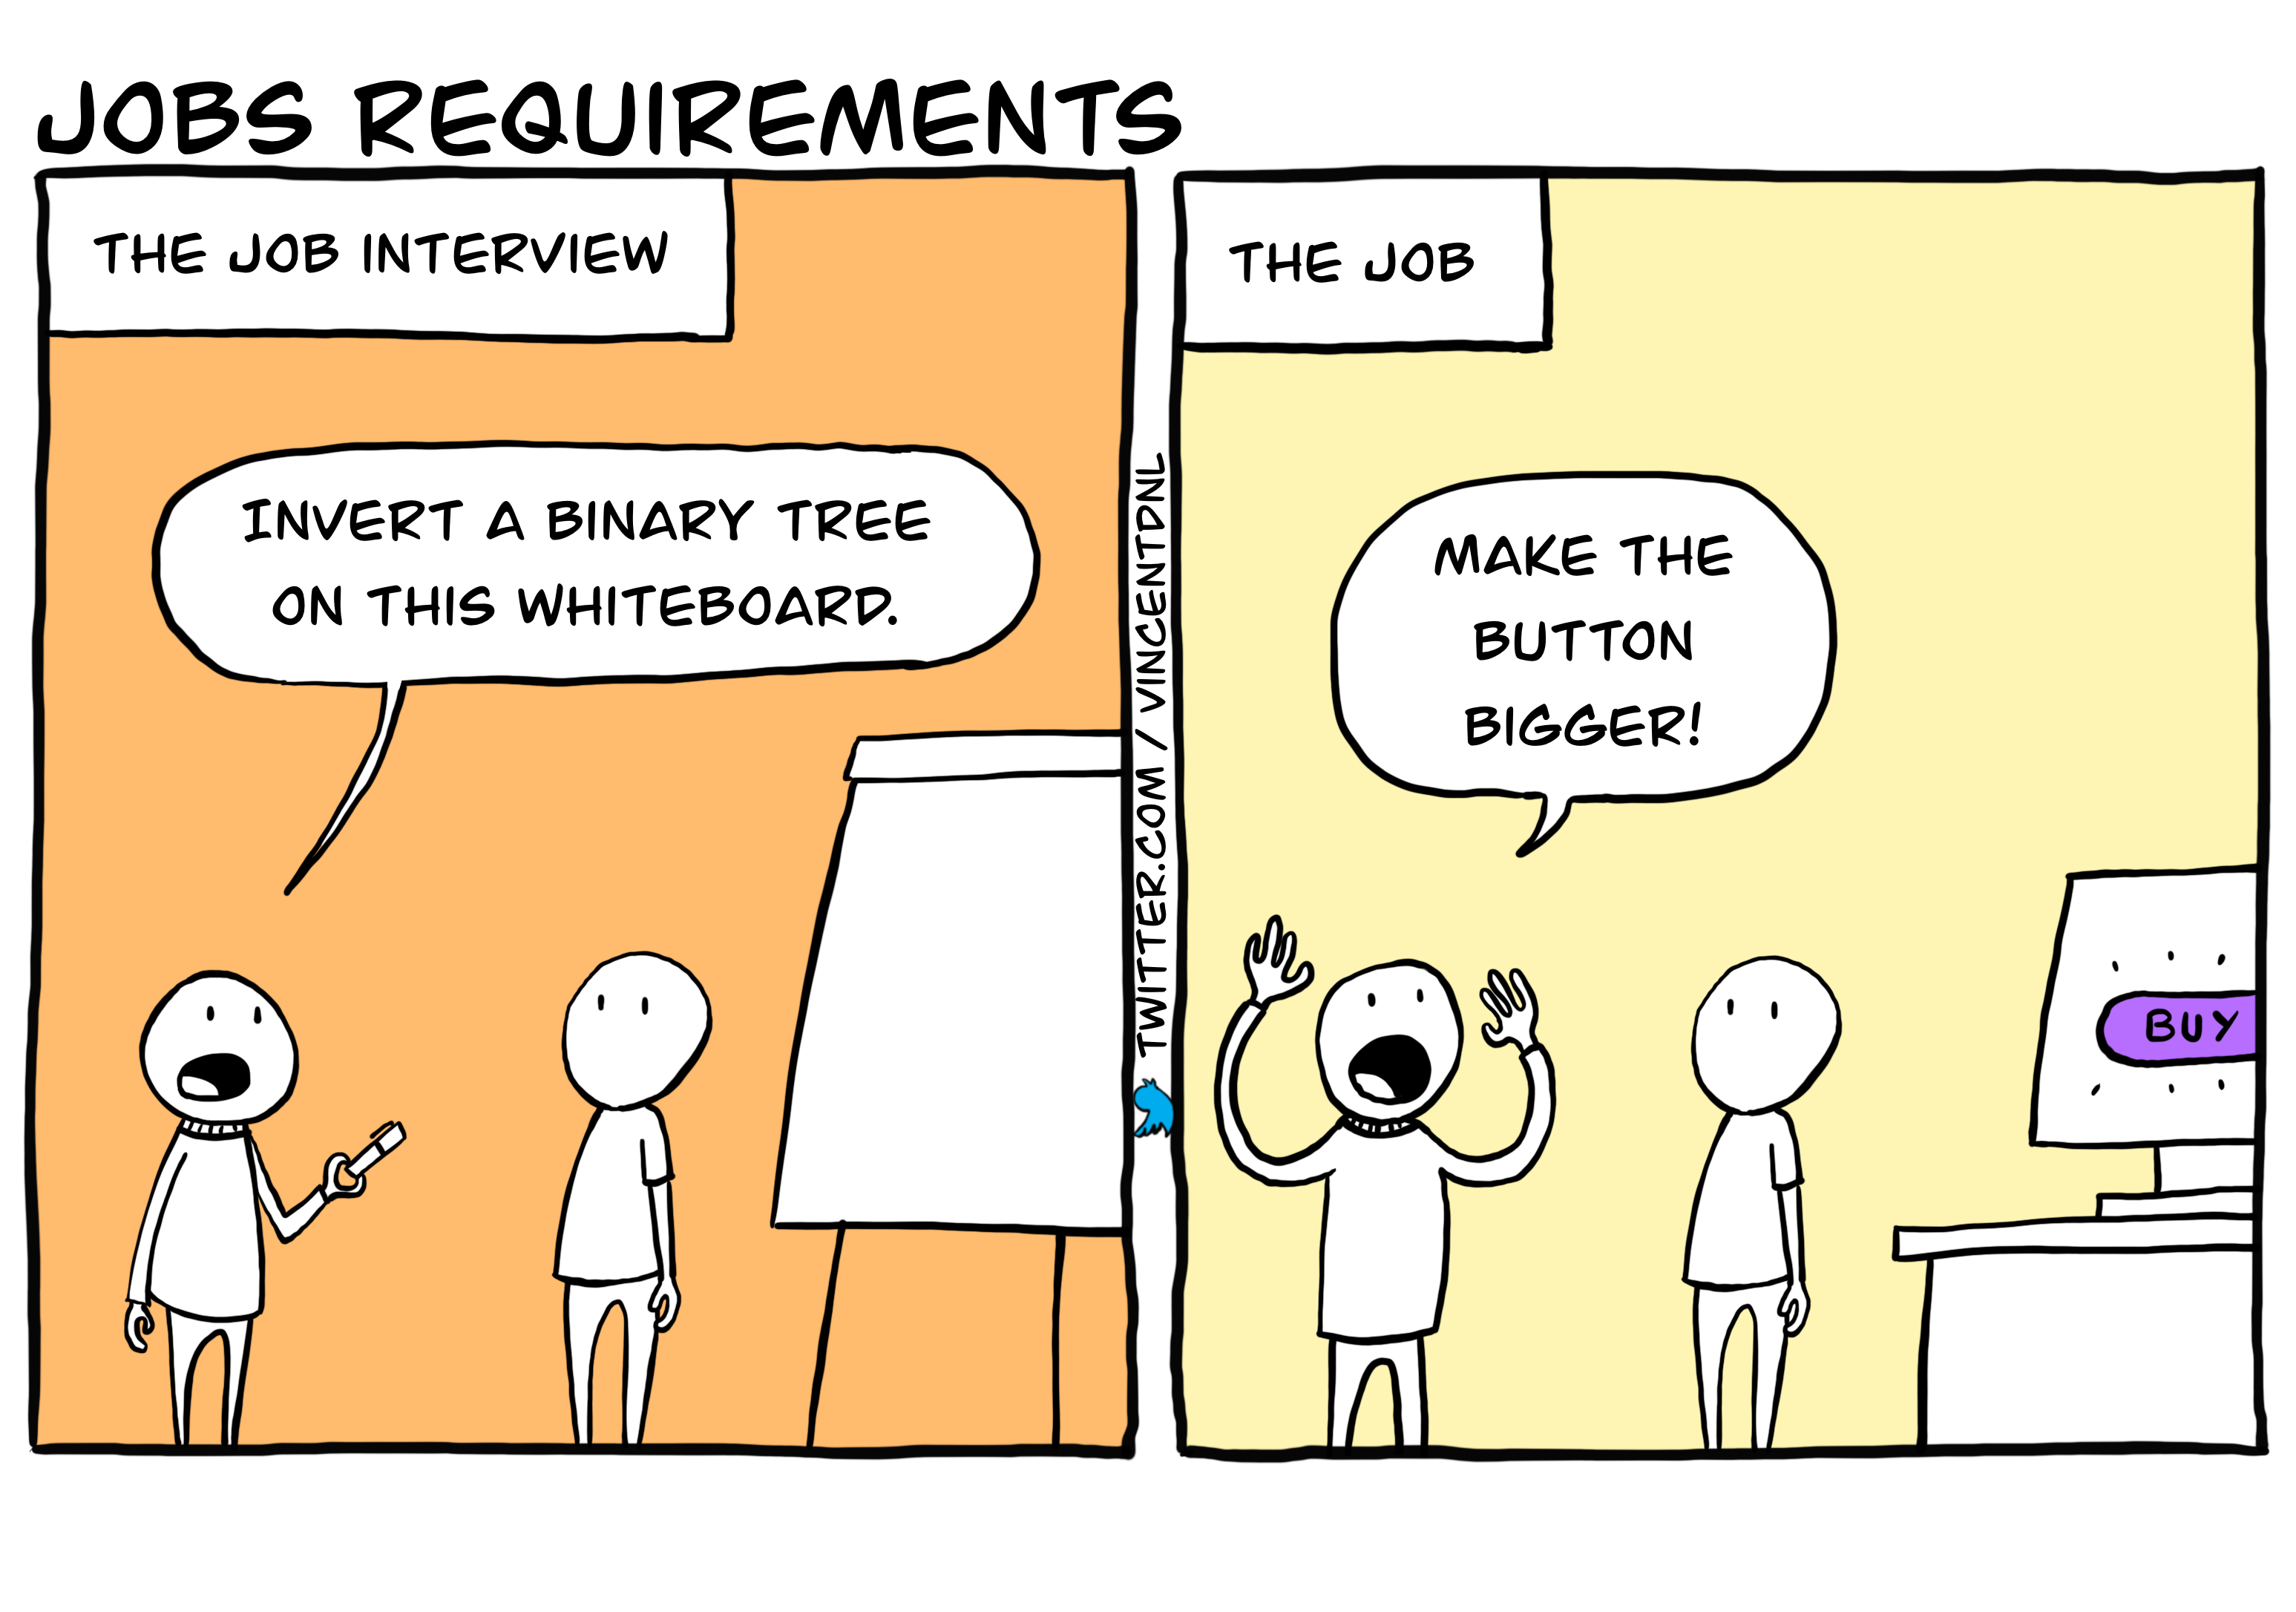 JOBS REQUIREMENTS
THE JOB INTERVIEW
INVERT A BINARY TREE
ON THIS WHITEBOARD.
TWITTER.COM / VINCENTDNL
THE JOB
MAKE THE
BUTTON
BIGGER!
BUY